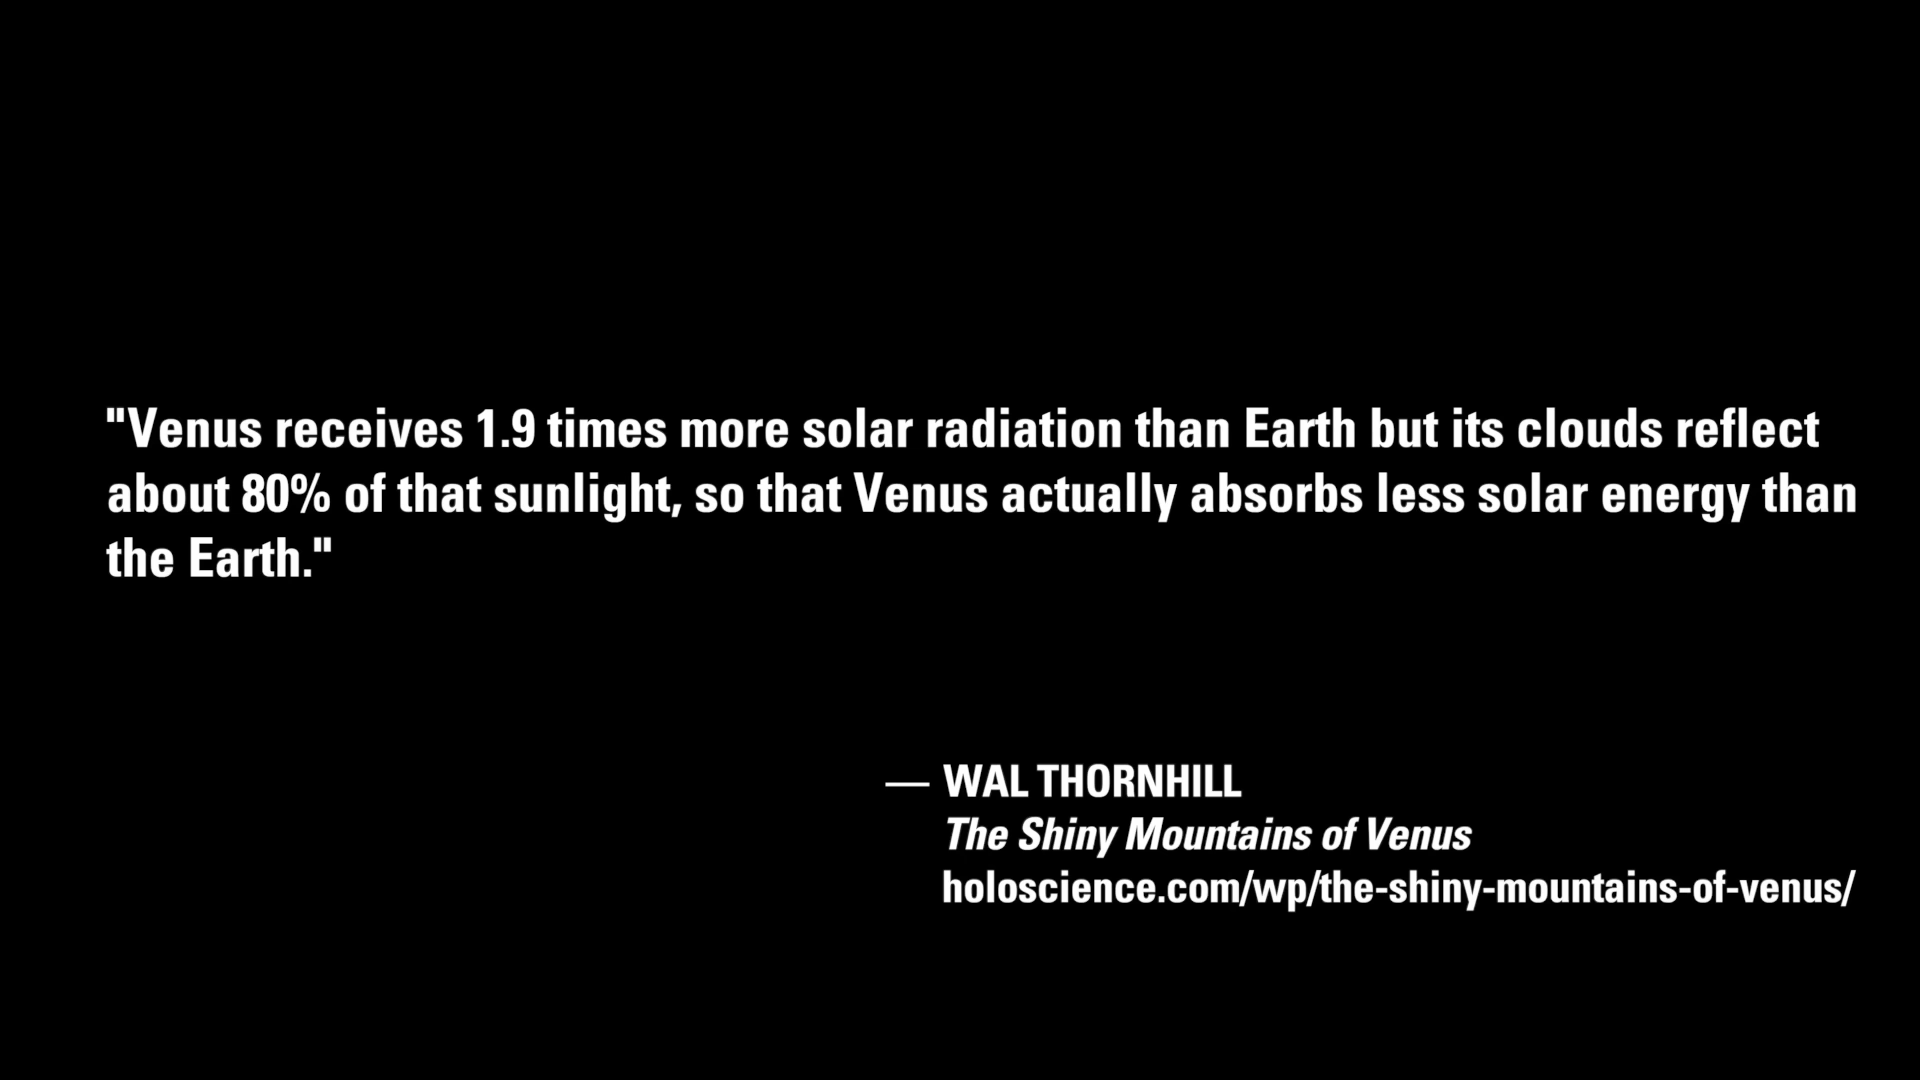 "Venus receives 1.9 times more solar radiation than Earth but its clouds reflect
about 80% of that sunlight, so that Venus actually absorbs less solar energy than
the Earth."
— WAL THORNHILL
The Shiny Mountains of Venus
holoscience.com/wp/the-shiny-mountains-of-venus/